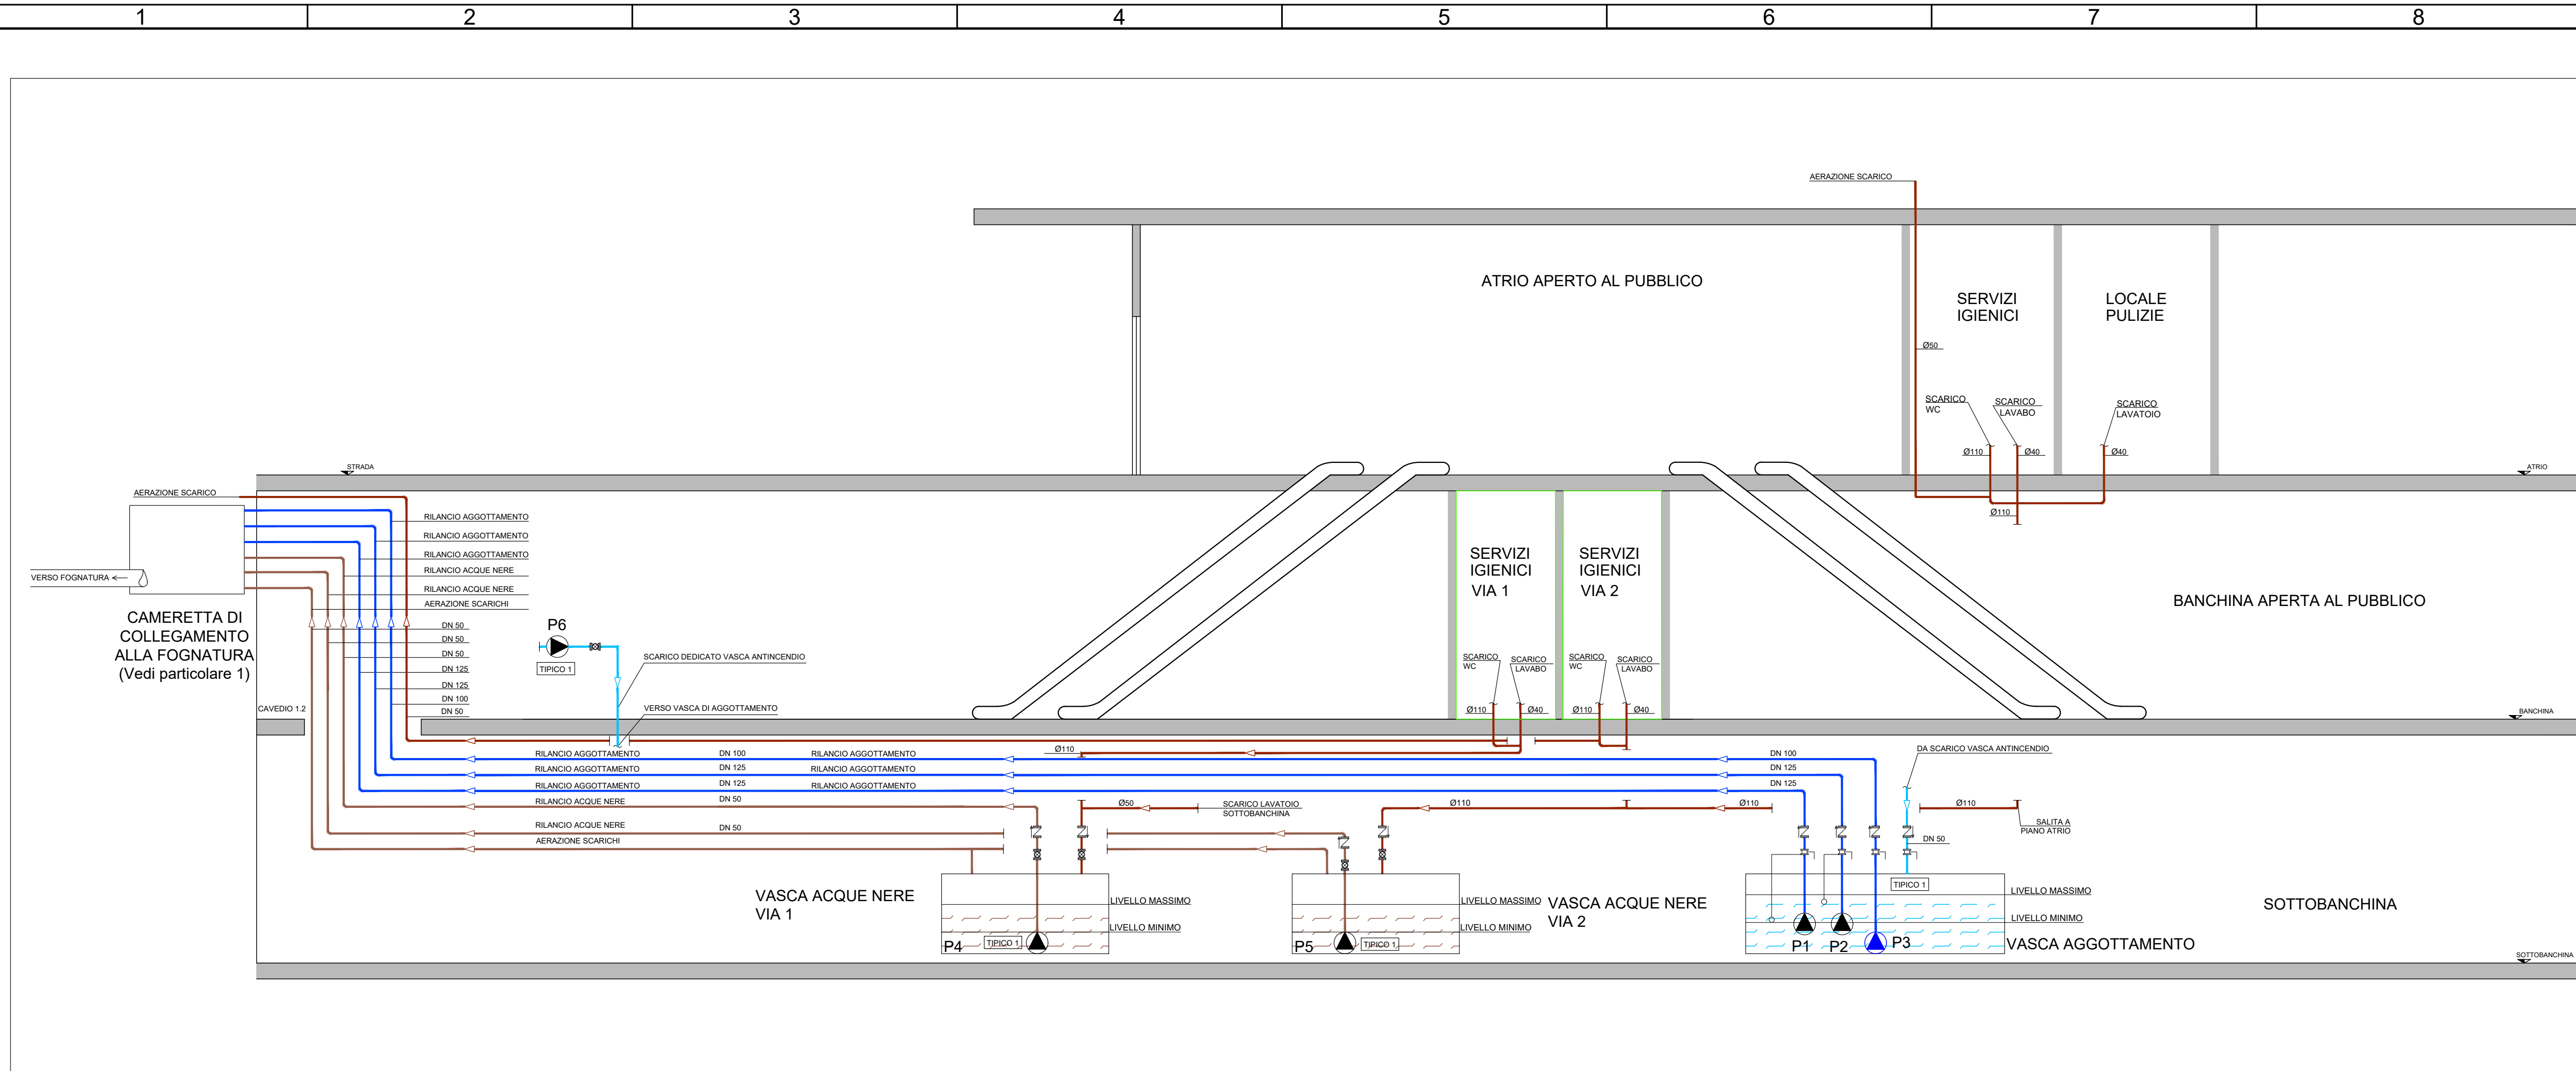 1 2 3 4 5 6 7 8
AERAZIONE SCARICO
ATRIO APERTO AL PUBBLICO
SERVIZI
IGIENICI
LOCALE
PULIZIE
Ø50
SCARICO
WC
SCARICO
LAVABO
SCARICO
LAVATOIO
Ø110
Ø40
Ø40
STRADA
ATRIO
AERAZIONE SCARICO
Ø110
RILANCIO AGGOTTAMENTO
RILANCIO AGGOTTAMENTO
RILANCIO AGGOTTAMENTO
RILANCIO ACQUE NERE
RILANCIO ACQUE NERE
AERAZIONE SCARICHI
VERSO FOGNATURA
CAMERETTA DI
COLLEGAMENTO
ALLA FOGNATURA
(Vedi particolare 1)
DN 50
DN 50
DN 50
DN 125
DN 125
DN 100
DN 50
P6
TIPICO 1
SCARICO DEDICATO VASCA ANTINCENDIO
VERSO VASCA DI AGGOTTAMENTO
SERVIZI
IGIENICI
VIA 1
SERVIZI
IGIENICI
VIA 2
BANCHINA APERTA AL PUBBLICO
SCARICO
WC
SCARICO
LAVABO
SCARICO
WC
SCARICO
LAVABO
Ø110
Ø40
Ø110
Ø40
CAVEDIO 1.2
BANCHINA
RILANCIO AGGOTTAMENTO DN 100 RILANCIO AGGOTTAMENTO
Ø110
DN 100
RILANCIO AGGOTTAMENTO DN 125 RILANCIO AGGOTTAMENTO
DN 125
RILANCIO AGGOTTAMENTO DN 125 RILANCIO AGGOTTAMENTO
DN 125
RILANCIO ACQUE NERE DN 50
RILANCIO ACQUE NERE DN 50
AERAZIONE SCARICHI
DA SCARICO VASCA ANTINCENDIO
Ø50
SCARICO LAVATOIO
SOTTOBANCHINA
Ø110
Ø110
Ø110
SALITA A
PIANO ATRIO
DN 50
VASCA ACQUE NERE
VIA 1
LIVELLO MASSIMO
LIVELLO MINIMO
P4
TIPICO 1
LIVELLO MASSIMO
LIVELLO MINIMO
P5
TIPICO 1
VASCA ACQUE NERE
VIA 2
TIPICO 1
LIVELLO MASSIMO
LIVELLO MINIMO
P1
P2
P3
VASCA AGGOTTAMENTO
SOTTOBANCHINA
SOTTOBANCHINA